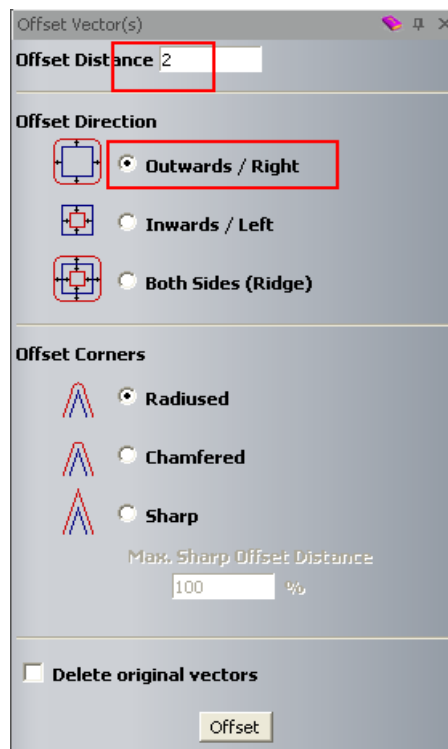 Offset Vector(s)
Offset Distance 2
Offset Direction
Outwards / Right
Inwards / Left
Both Sides (Ridge)
Offset Corners
Radiused
Chamfered
Sharp
Max. Sharp Offset Distance
100 %
Delete original vectors
Offset